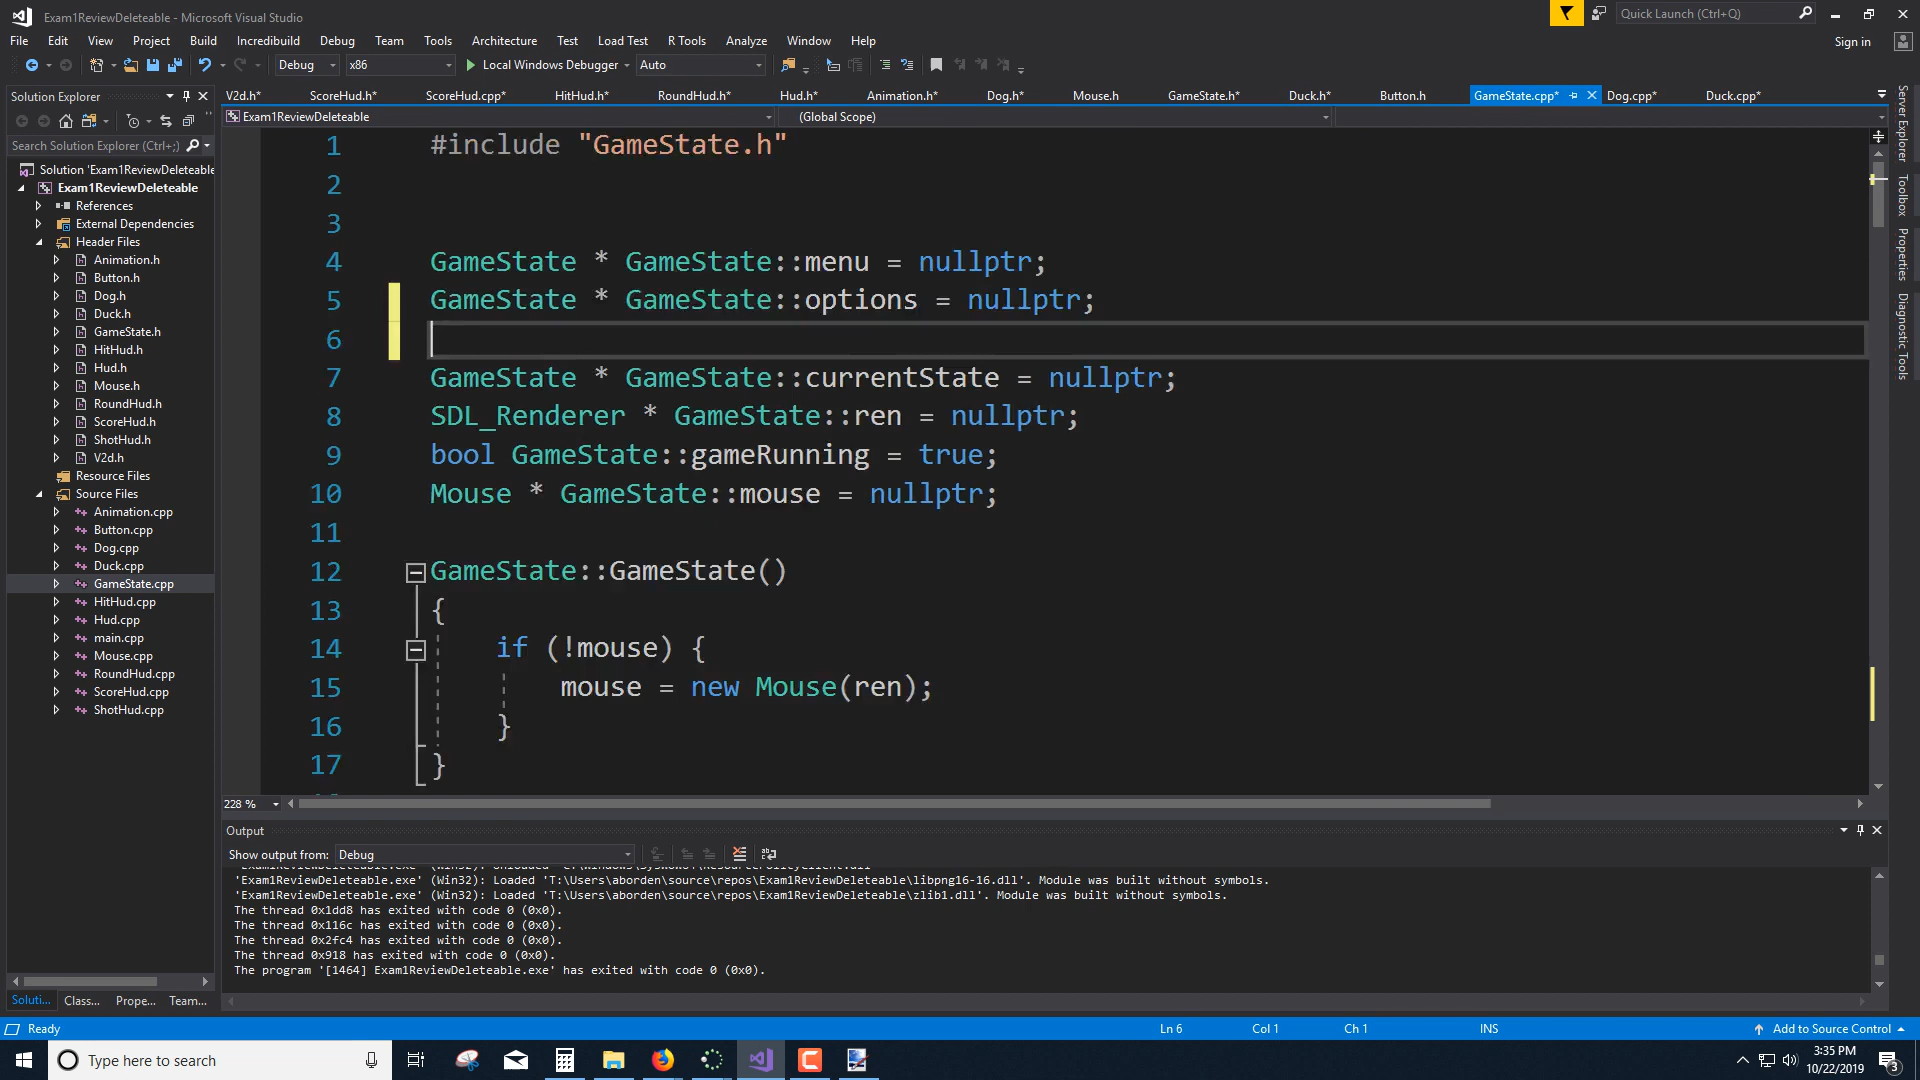 Exam1ReviewDeleteable - Microsoft Visual Studio
Quick Launch (Ctrl+Q)
File Edit View Project Build Incredibuild Debug Team Tools Architecture Test Load Test R Tools Analyze Window Help
Sign in
Debug x86 Local Windows Debugger Auto
Solution Explorer
V2d.h* ScoreHud.h* ScoreHud.cpp* HitHud.h* RoundHud.h* Hud.h* Animation.h* Dog.h* Mouse.h GameState.h* Duck.h* Button.h GameState.cpp* Dog.cpp* Duck.cpp*
Exam1ReviewDeleteable (Global Scope)
Search Solution Explorer (Ctrl+;)
Solution 'Exam1ReviewDeleteable
Exam1ReviewDeleteable
References
External Dependencies
Header Files
Animation.h
Button.h
Dog.h
Duck.h
GameState.h
HitHud.h
Hud.h
Mouse.h
RoundHud.h
ScoreHud.h
ShotHud.h
V2d.h
Resource Files
Source Files
Animation.cpp
Button.cpp
Dog.cpp
Duck.cpp
GameState.cpp
HitHud.cpp
Hud.cpp
main.cpp
Mouse.cpp
RoundHud.cpp
ScoreHud.cpp
ShotHud.cpp
Soluti... Class... Prope... Team...
1 #include "GameState.h"
2
3
4 GameState * GameState::menu = nullptr;
5 GameState * GameState::options = nullptr;
6
7 GameState * GameState::currentState = nullptr;
8 SDL_Renderer * GameState::ren = nullptr;
9 bool GameState::gameRunning = true;
10 Mouse * GameState::mouse = nullptr;
11
12 GameState::GameState()
13 {
14 if (!mouse) {
15 mouse = new Mouse(ren);
16 }
17 }
228 %
Server Explorer
Toolbox
Properties
Diagnostic Tools
Output
Show output from: Debug
'Exam1ReviewDeleteable.exe' (Win32): Loaded 'T:\Users\aborden\source\repos\Exam1ReviewDeleteable\libpng16-16.dll'. Module was built without symbols.
'Exam1ReviewDeleteable.exe' (Win32): Loaded 'T:\Users\aborden\source\repos\Exam1ReviewDeleteable\zlib1.dll'. Module was built without symbols.
The thread 0x1dd8 has exited with code 0 (0x0).
The thread 0x116c has exited with code 0 (0x0).
The thread 0x2fc4 has exited with code 0 (0x0).
The thread 0x918 has exited with code 0 (0x0).
The program '[1464] Exam1ReviewDeleteable.exe' has exited with code 0 (0x0).
Ready Ln 6 Col 1 Ch 1 INS Add to Source Control
Type here to search
3:35 PM
10/22/2019
3